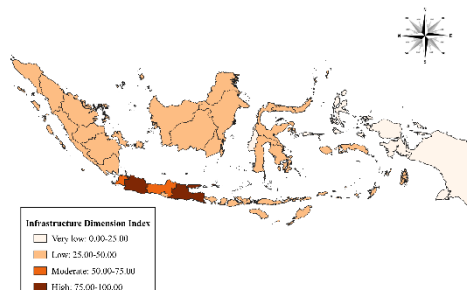 Infrastructure Dimension Index
Very low: 0.00-25.00
Low: 25.00-50.00
Moderate: 50.00-75.00
High: 75.00-100.00